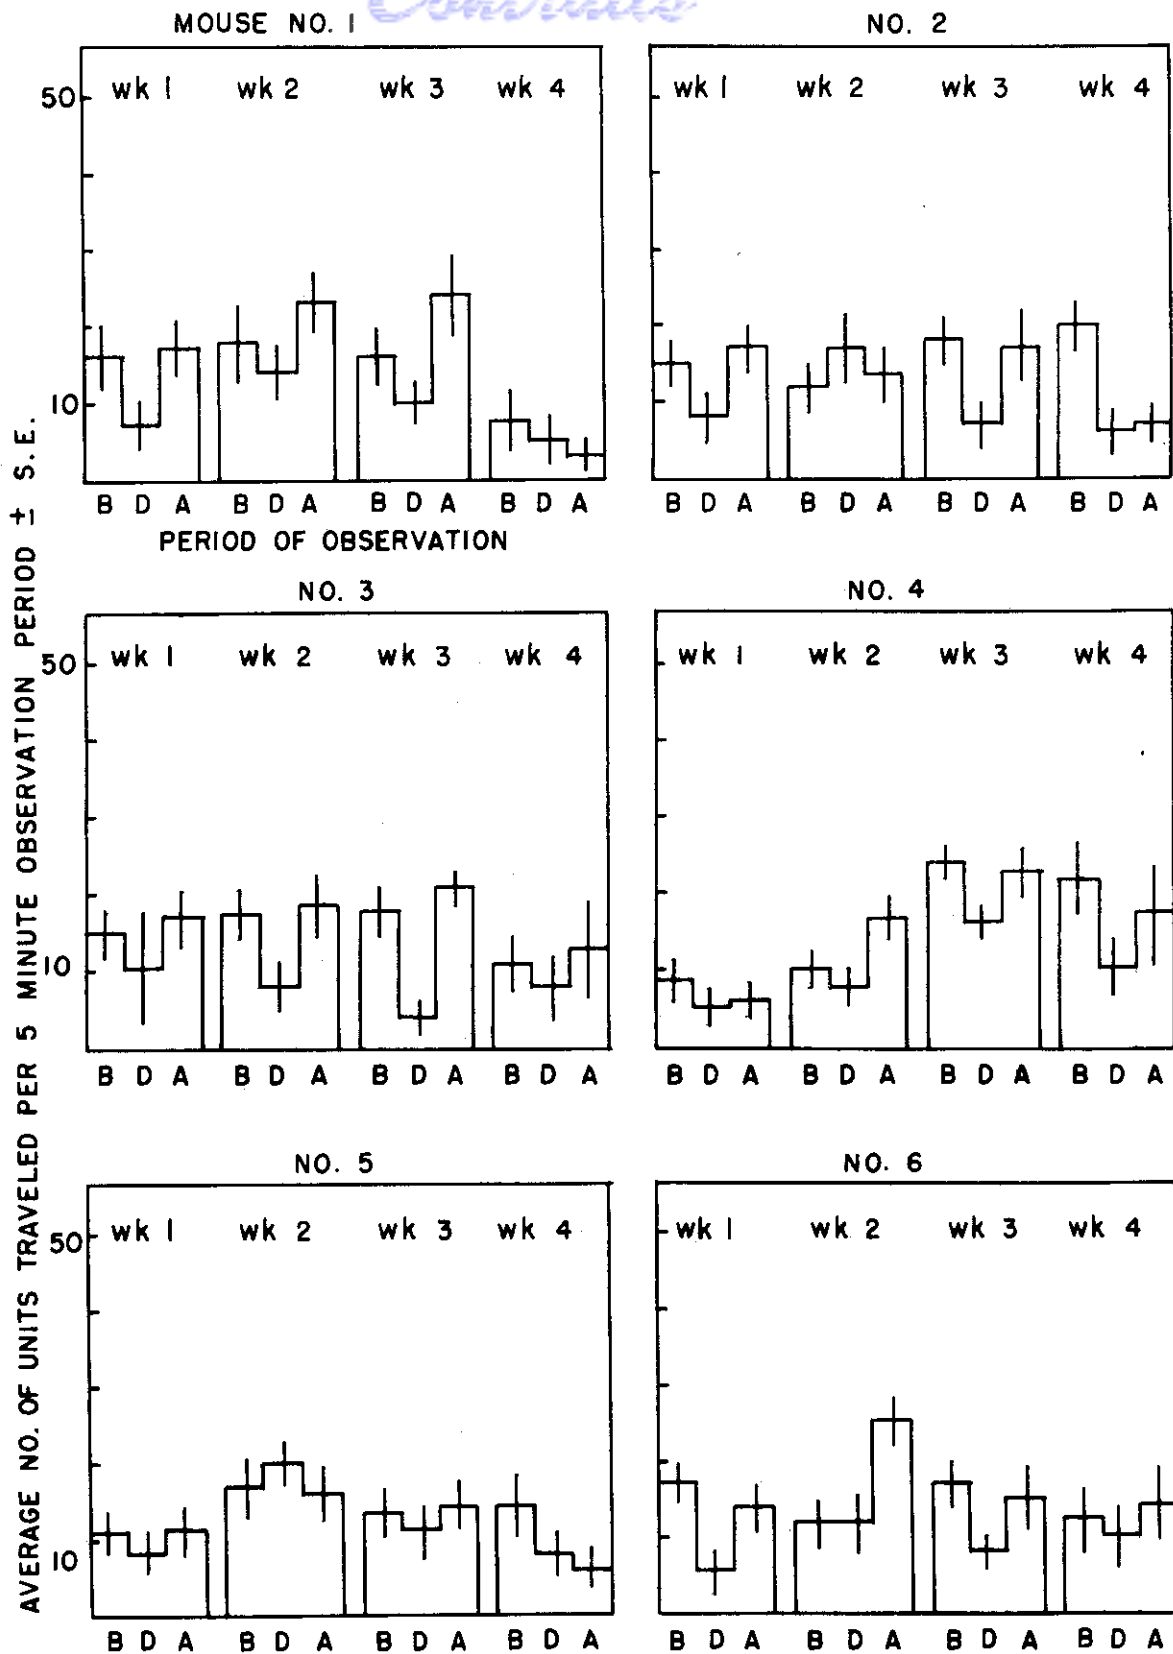 Contrails
MOUSE NO. 1
NO. 2
50
wk 1
wk 2
wk 3
wk 4
wk 1
wk 2
wk 3
wk 4
10
B D A
B D A
B D A
B D A
B D A
B D A
B D A
B D A
PERIOD OF OBSERVATION
AVERAGE NO. OF UNITS TRAVELED PER 5 MINUTE OBSERVATION PERIOD ± S.E.
NO. 3
NO. 4
50
wk 1
wk 2
wk 3
wk 4
wk 1
wk 2
wk 3
wk 4
10
B D A
B D A
B D A
B D A
B D A
B D A
B D A
B D A
NO. 5
NO. 6
50
wk 1
wk 2
wk 3
wk 4
wk 1
wk 2
wk 3
wk 4
10
B D A
B D A
B D A
B D A
B D A
B D A
B D A
B D A